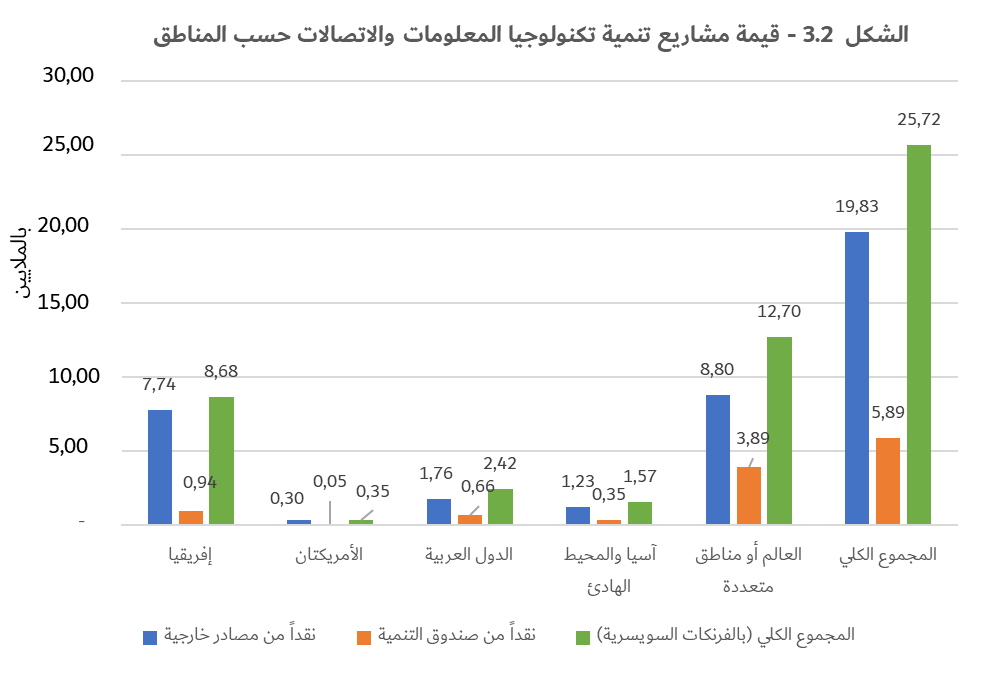 الشكل 3.2 - قيمة مشاريع تنمية تكنولوجيا المعلومات والاتصالات حسب المناطق
بالملايين
30,00
25,00
20,00
15,00
10,00
5,00
-
7,74
0,94
8,68
0,30
0,05
0,35
1,76
0,66
2,42
1,23
0,35
1,57
8,80
3,89
12,70
19,83
5,89
25,72
إفريقيا
الأمريكتان
الدول العربية
آسيا والمحيط
الهادئ
العالم أو مناطق
متعددة
المجموع الكلي
نقداً من مصادر خارجية
نقداً من صندوق التنمية
المجموع الكلي (بالفرنكات السويسرية)